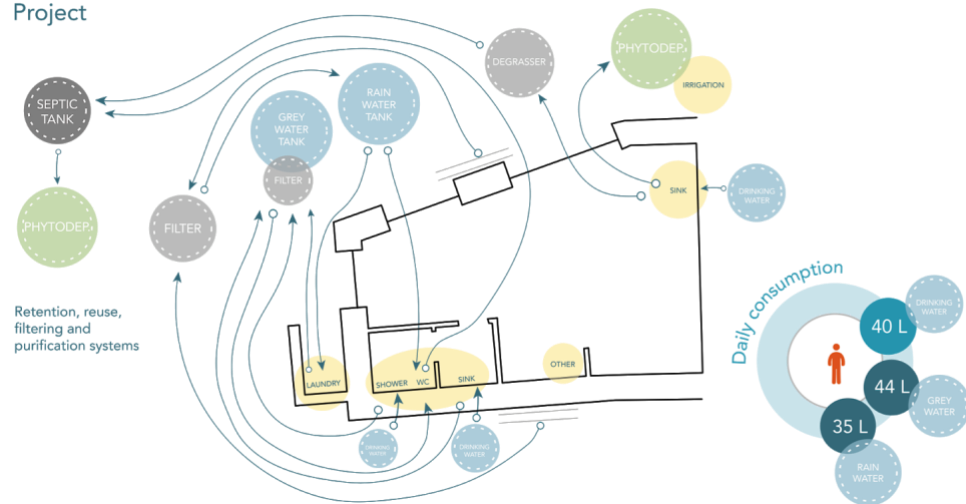 Project
SEPTIC
TANK
PHYTODEP.
FILTER
GREY
WATER
TANK
FILTER
RAIN
WATER
TANK
DEGRASSER
PHYTODEP.
IRRIGATION
SINK
DRINKING
WATER
Retention, reuse,
filtering and
purification systems
LAUNDRY
SHOWER
WC
SINK
OTHER
DRINKING
WATER
DRINKING
WATER
Daily consumption
40 L
DRINKING
WATER
44 L
GREY
WATER
35 L
RAIN
WATER